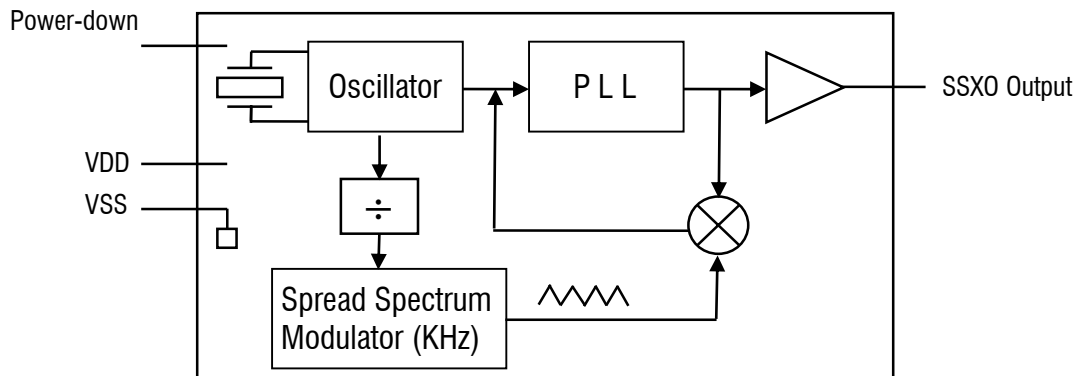 Power-down
Oscillator
P L L
SSXO Output
VDD
VSS
÷
Spread Spectrum
Modulator (KHz)